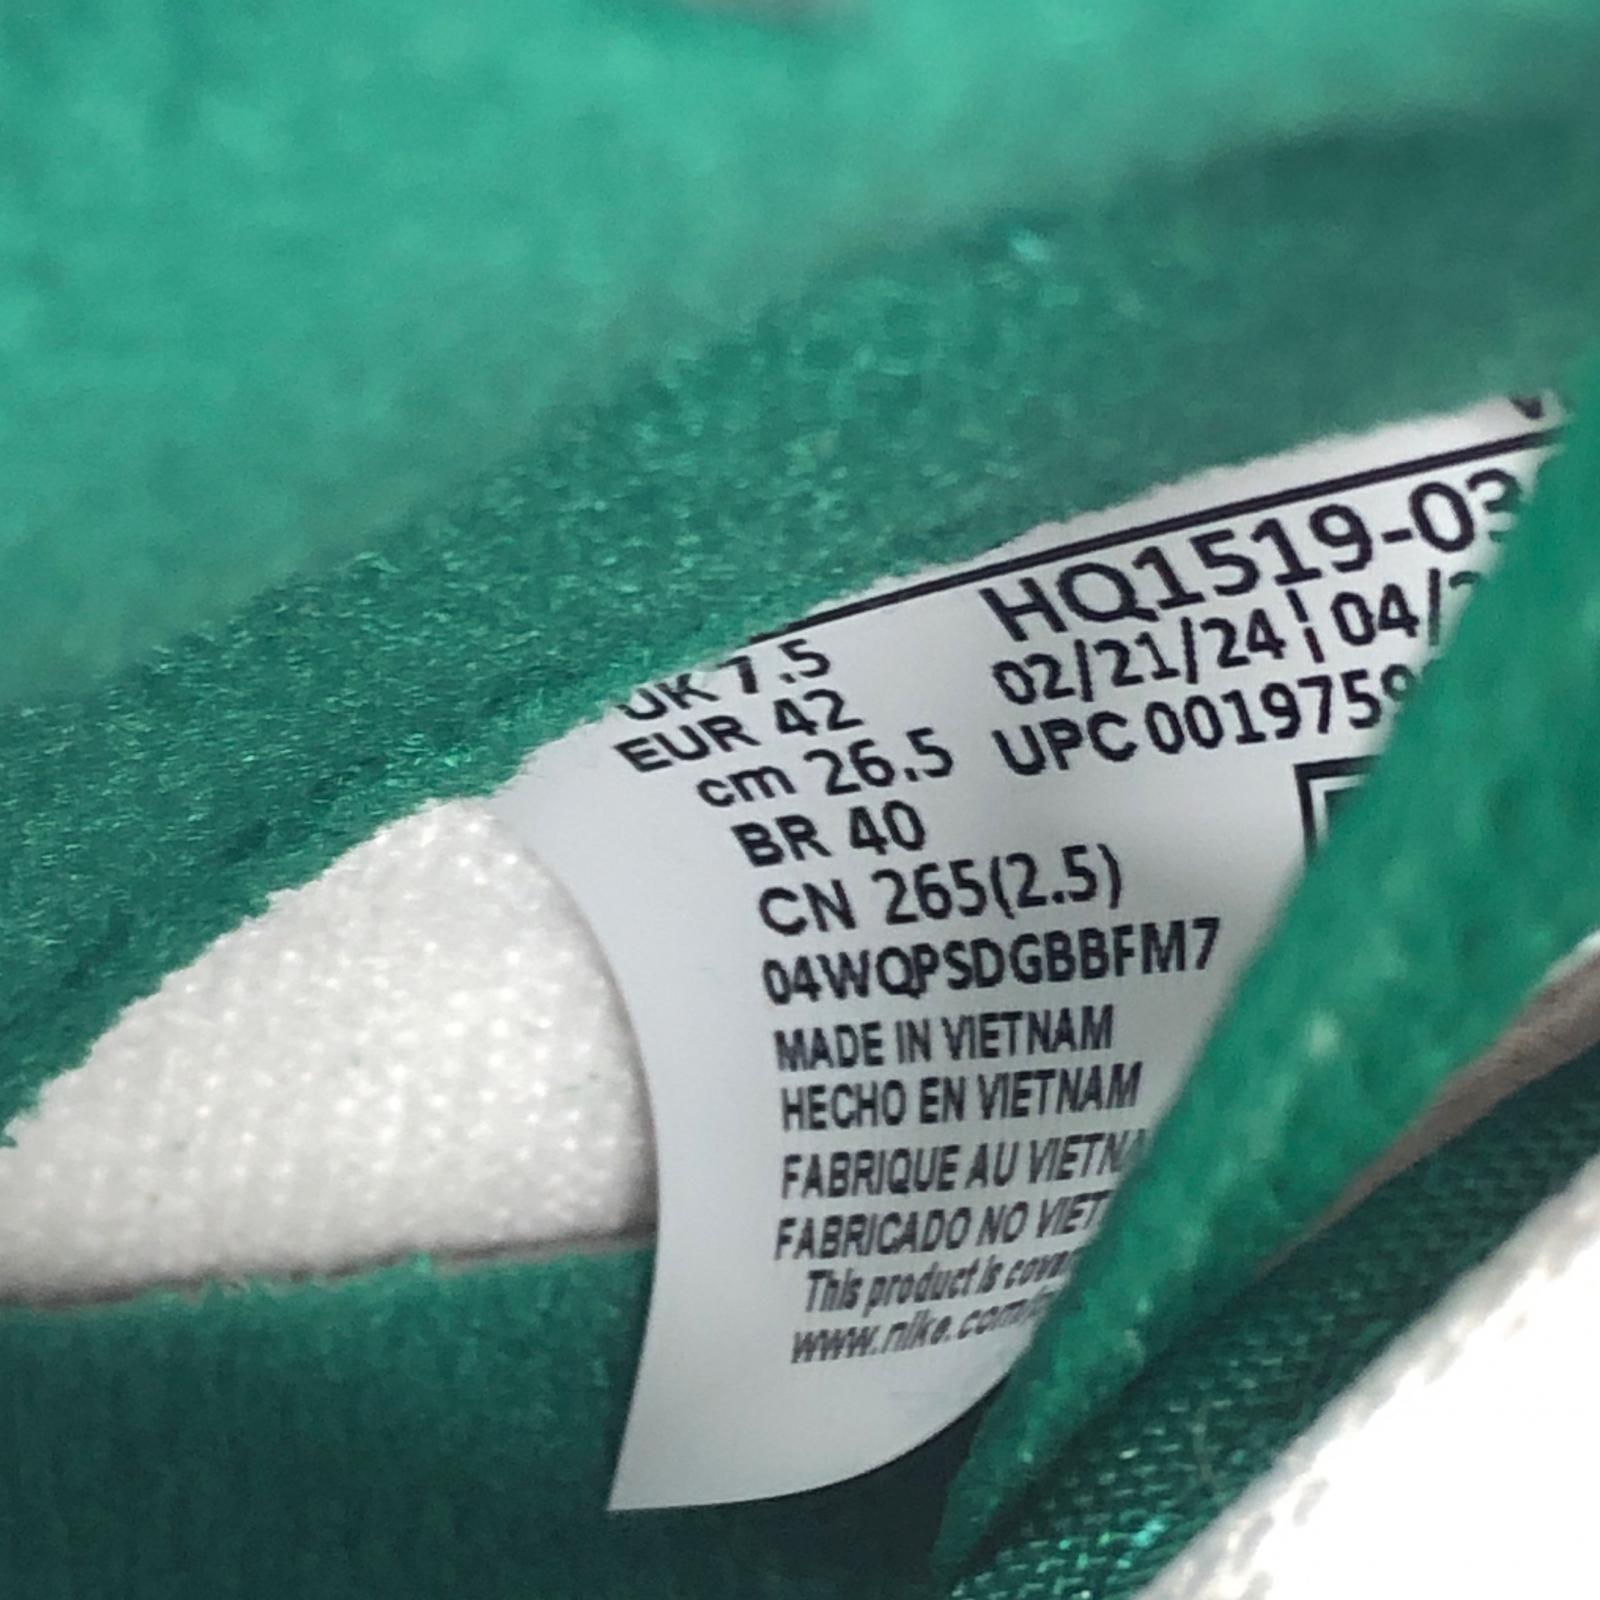 UK 7.5
EUR 42
cm 26.5
BR 40
CN 265(2.5)
HQ1519-03
02/21/24 | 04/
UPC 0019759
04WQPSDGBBFM7
MADE IN VIETNAM
HECHO EN VIETNAM
FABRIQUE AU VIETNA
FABRICADO NO VIET
This product is cover
www.nike.com/p